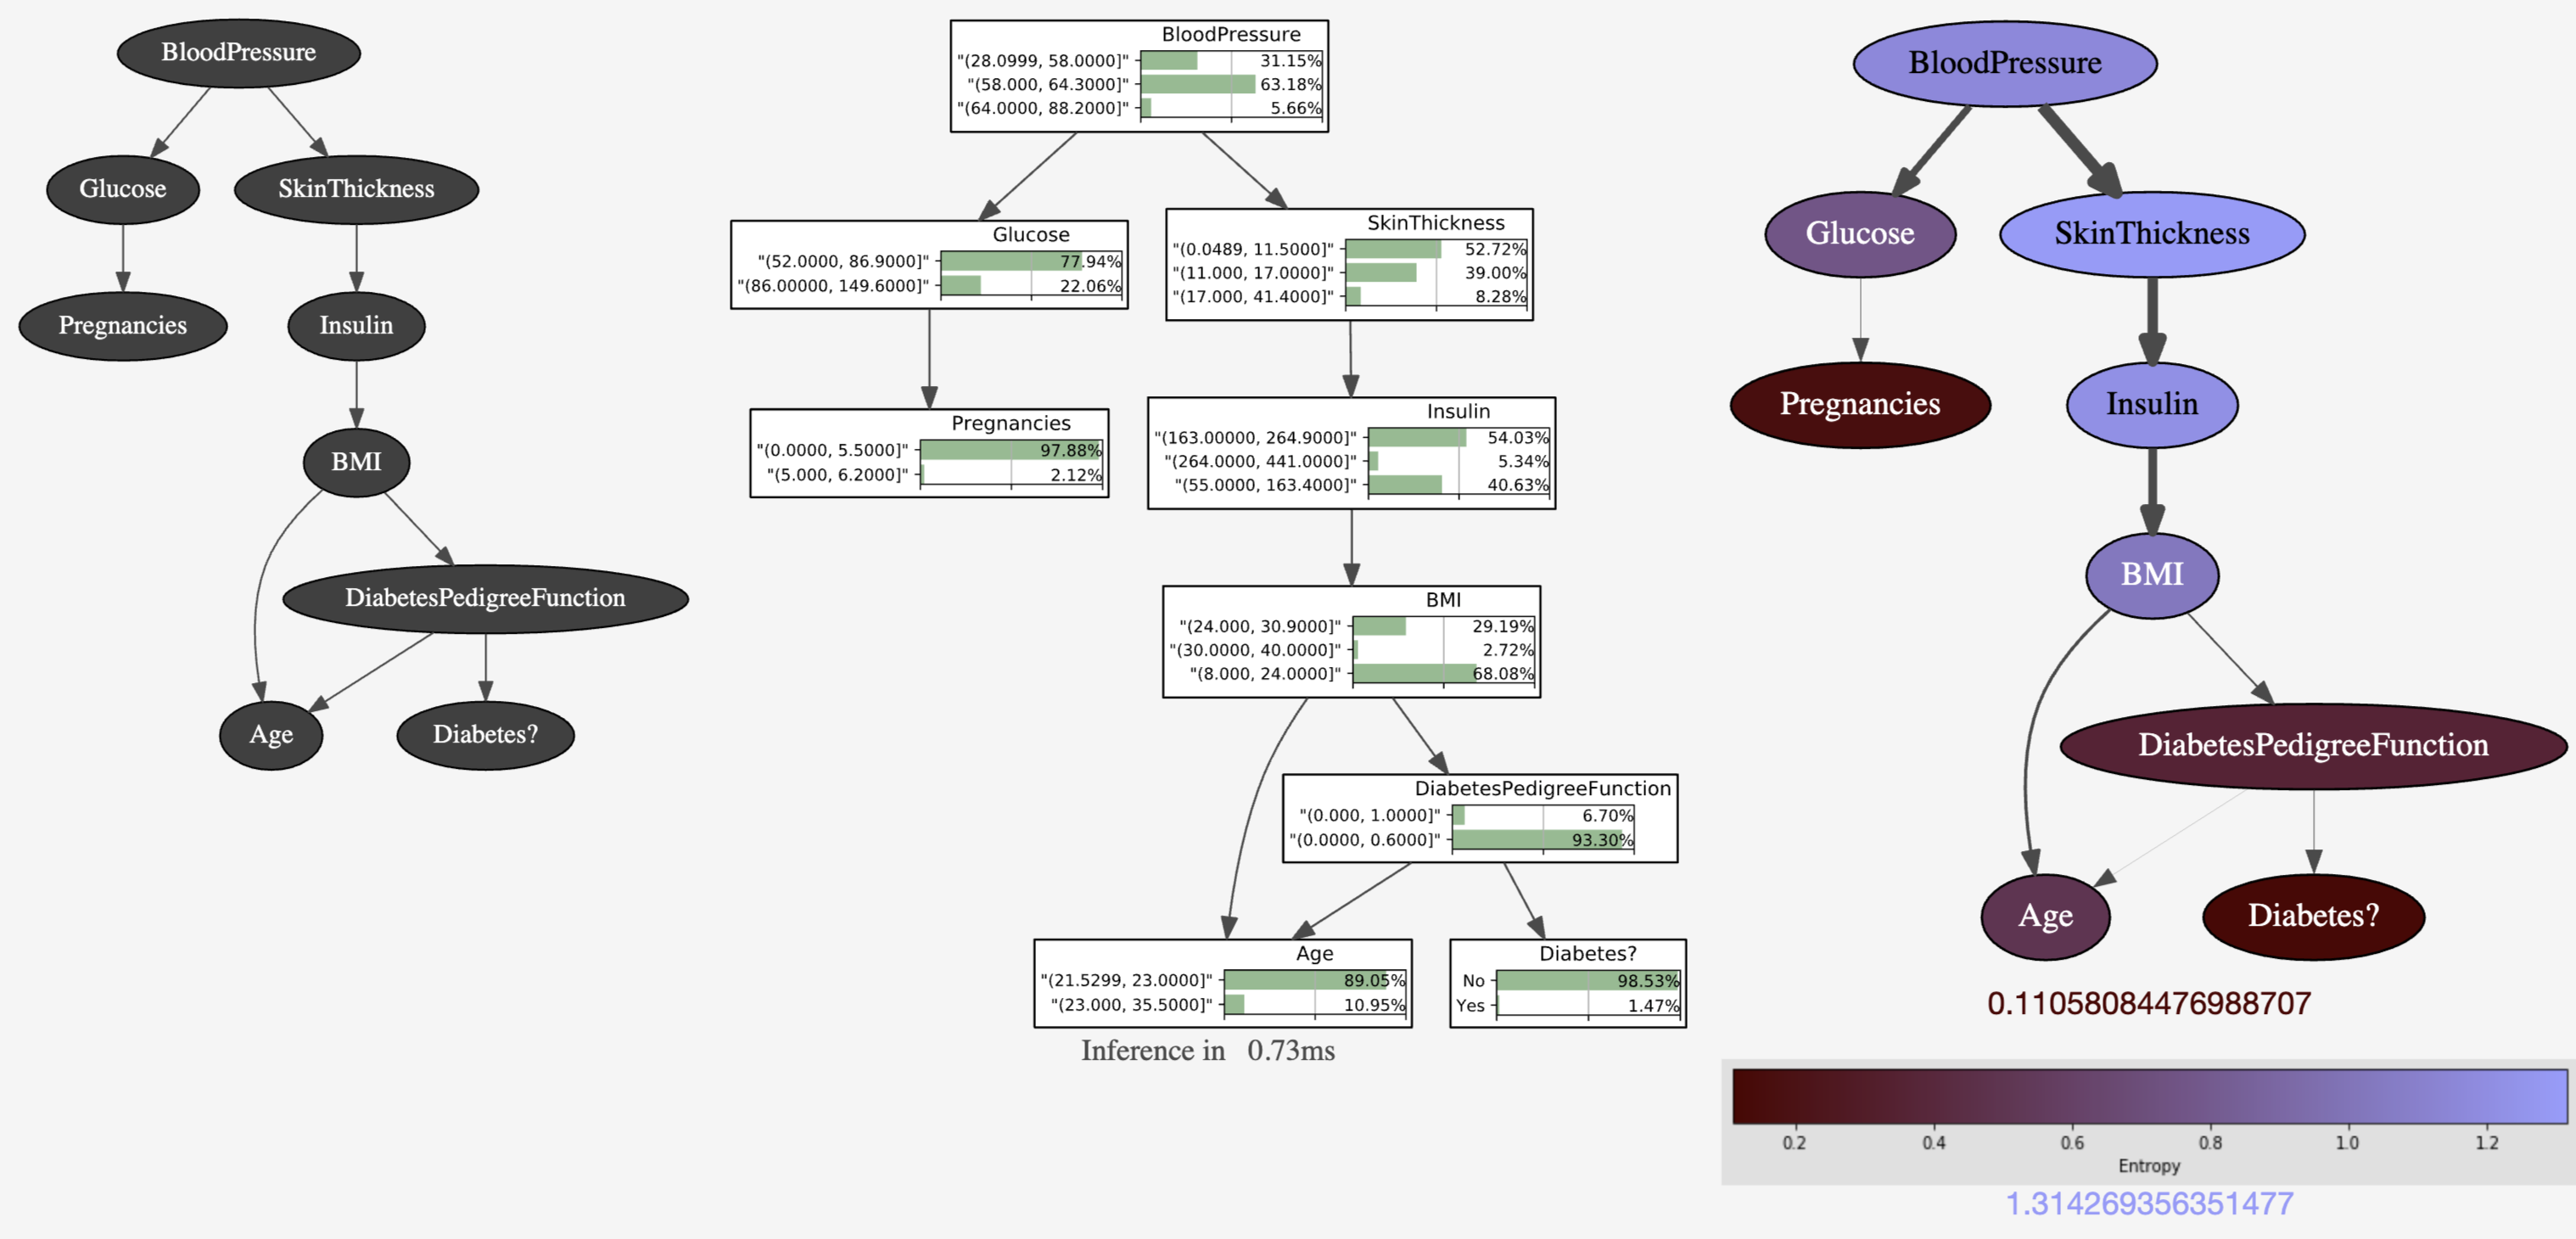 BloodPressure
Glucose
SkinThickness
Pregnancies
Insulin
BMI
DiabetesPedigreeFunction
Age
Diabetes?
BloodPressure
"(28.0999, 58.0000]" 31.15%
"(58.000, 64.3000]" 63.18%
"(64.0000, 88.2000]" 5.66%
Glucose
"(52.0000, 86.9000]" 77.94%
"(86.00000, 149.6000]" 22.06%
SkinThickness
"(0.0489, 11.5000]" 52.72%
"(11.000, 17.0000]" 39.00%
"(17.000, 41.4000]" 8.28%
Pregnancies
"(0.0000, 5.5000]" 97.88%
"(5.000, 6.2000]" 2.12%
Insulin
"(163.00000, 264.9000]" 54.03%
"(264.0000, 441.0000]" 5.34%
"(55.0000, 163.4000]" 40.63%
BMI
"(24.000, 30.9000]" 29.19%
"(30.0000, 40.0000]" 2.72%
"(8.000, 24.0000]" 68.08%
DiabetesPedigreeFunction
"(0.000, 1.0000]" 6.70%
"(0.0000, 0.6000]" 93.30%
Age
"(21.5299, 23.0000]" 89.05%
"(23.000, 35.5000]" 10.95%
Diabetes?
No 98.53%
Yes 1.47%
Inference in 0.73ms
BloodPressure
Glucose
SkinThickness
Pregnancies
Insulin
BMI
DiabetesPedigreeFunction
Age
Diabetes?
0.11058084476988707
0.2 0.4 0.6 0.8 1.0 1.2
Entropy
1.314269356351477